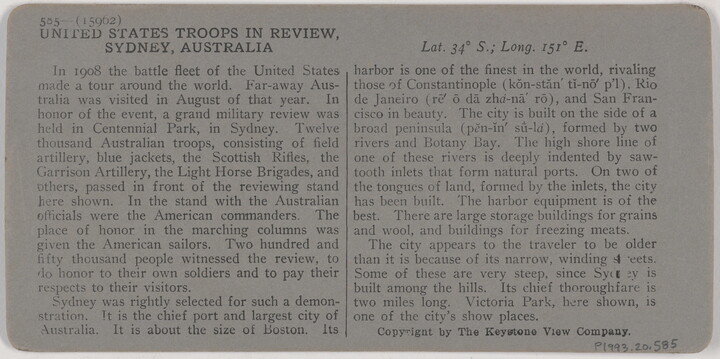 505—(15962)
UNITED STATES TROOPS IN REVIEW,
SYDNEY, AUSTRALIA
Lat. 34° S.; Long. 151° E.
In 1908 the battle fleet of the United States
made a tour around the world. Far-away Aus-
tralia was visited in August of that year. In
honor of the event, a grand military review was
held in Centennial Park, in Sydney. Twelve
thousand Australian troops, consisting of field
artillery, blue jackets, the Scottish Rifles, the
Garrison Artillery, the Light Horse Brigades, and
others, passed in front of the reviewing stand
here shown. In the stand with the Australian
officials were the American commanders. The
place of honor in the marching columns was
given the American sailors. Two hundred and
fifty thousand people witnessed the review, to
do honor to their own soldiers and to pay their
respects to their visitors.
Sydney was rightly selected for such a demon-
stration. It is the chief port and largest city of
Australia. It is about the size of Boston. Its
harbor is one of the finest in the world, rivaling
those of Constantinople (kŏn-stăn´ tĭ-nō´ p'l), Rio
de Janeiro (rē´ ō dā zhȧ-nā´ rō), and San Fran-
cisco in beauty. The city is built on the side of a
broad peninsula (pĕn-ĭn´ sū-lȧ), formed by two
rivers and Botany Bay. The high shore line of
one of these rivers is deeply indented by saw-
tooth inlets that form natural ports. On two of
the tongues of land, formed by the inlets, the city
has been built. The harbor equipment is of the
best. There are large storage buildings for grains
and wool, and buildings for freezing meats.
The city appears to the traveler to be older
than it is because of its narrow, winding streets.
Some of these are very steep, since Sydney is
built among the hills. Its chief thoroughfare is
two miles long. Victoria Park, here shown, is
one of the city's show places.
Copyright by The Keystone View Company.
P1993.20.585